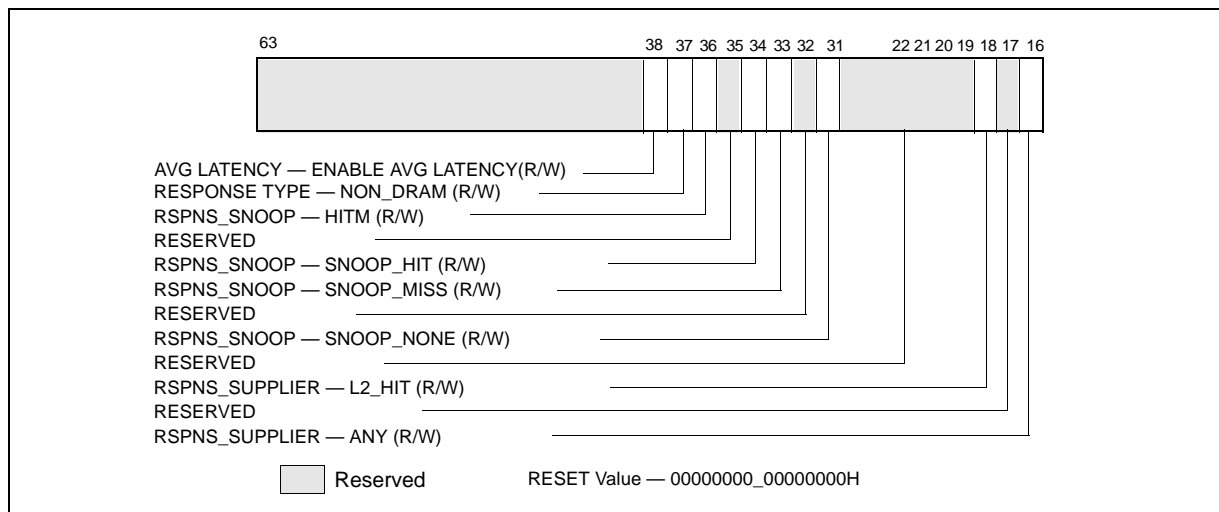 63 38 37 36 35 34 33 32 31 22 21 20 19 18 17 16
AVG LATENCY — ENABLE AVG LATENCY(R/W)
RESPONSE TYPE — NON_DRAM (R/W)
RSPNS_SNOOP — HITM (R/W)
RESERVED
RSPNS_SNOOP — SNOOP_HIT (R/W)
RSPNS_SNOOP — SNOOP_MISS (R/W)
RESERVED
RSPNS_SNOOP — SNOOP_NONE (R/W)
RESERVED
RSPNS_SUPPLIER — L2_HIT (R/W)
RESERVED
RSPNS_SUPPLIER — ANY (R/W)
Reserved RESET Value — 00000000_00000000H